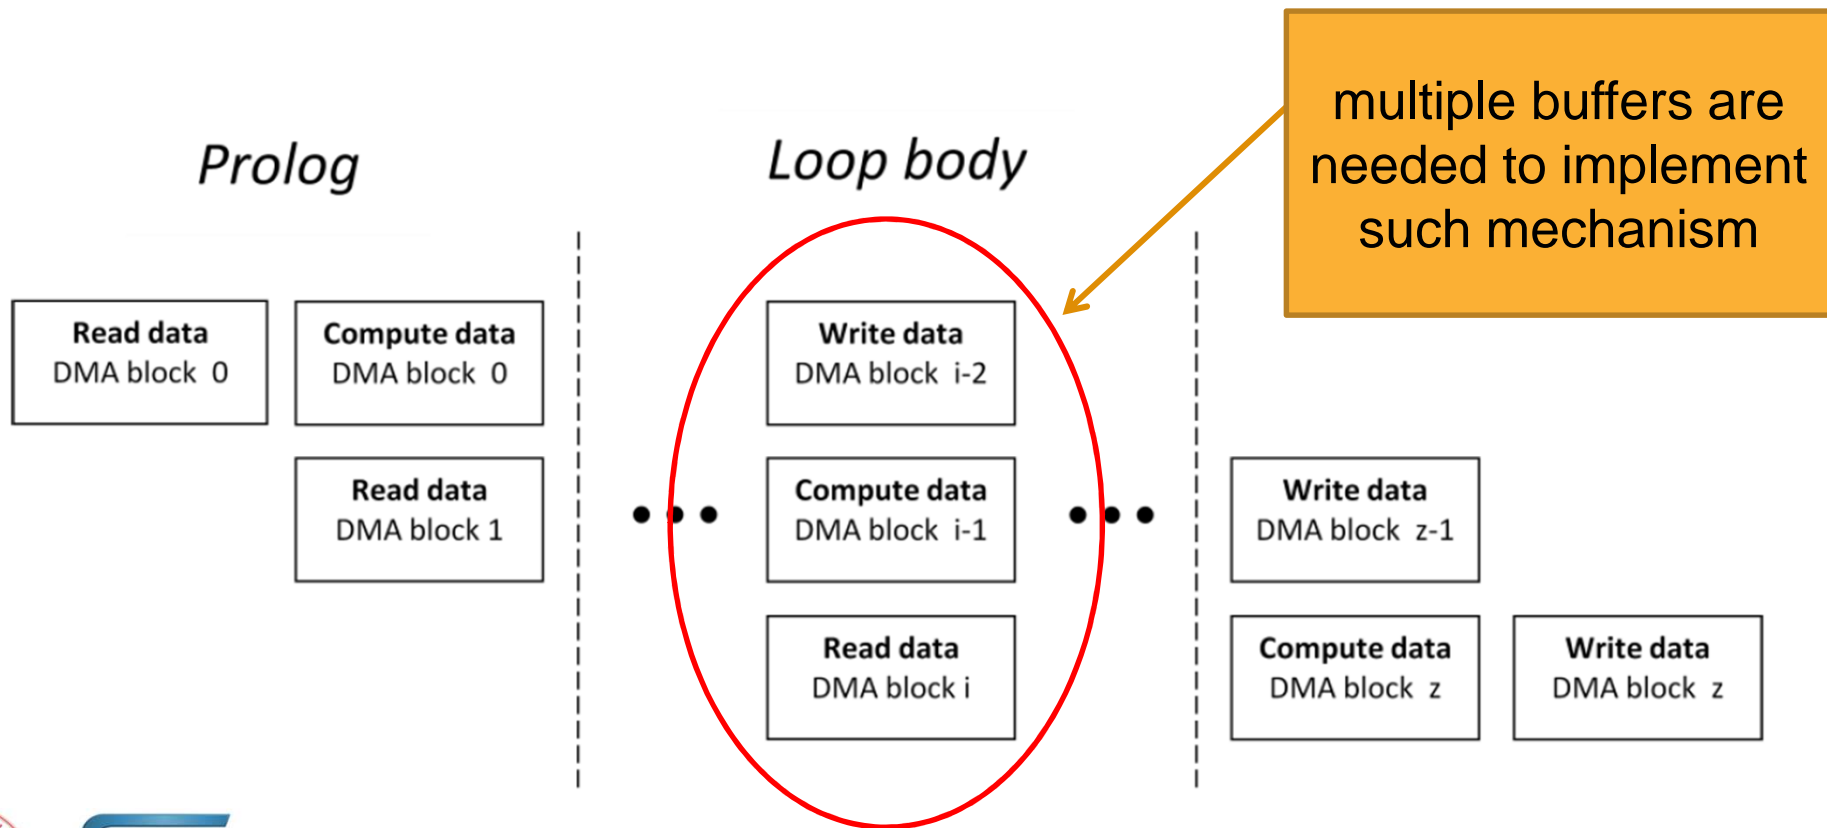 multiple buffers are
needed to implement
such mechanism
Prolog
Loop body
Read data
DMA block 0
Compute data
DMA block 0
Read data
DMA block 1
Write data
DMA block i-2
Compute data
DMA block i-1
Read data
DMA block i
Write data
DMA block z-1
Compute data
DMA block z
Write data
DMA block z